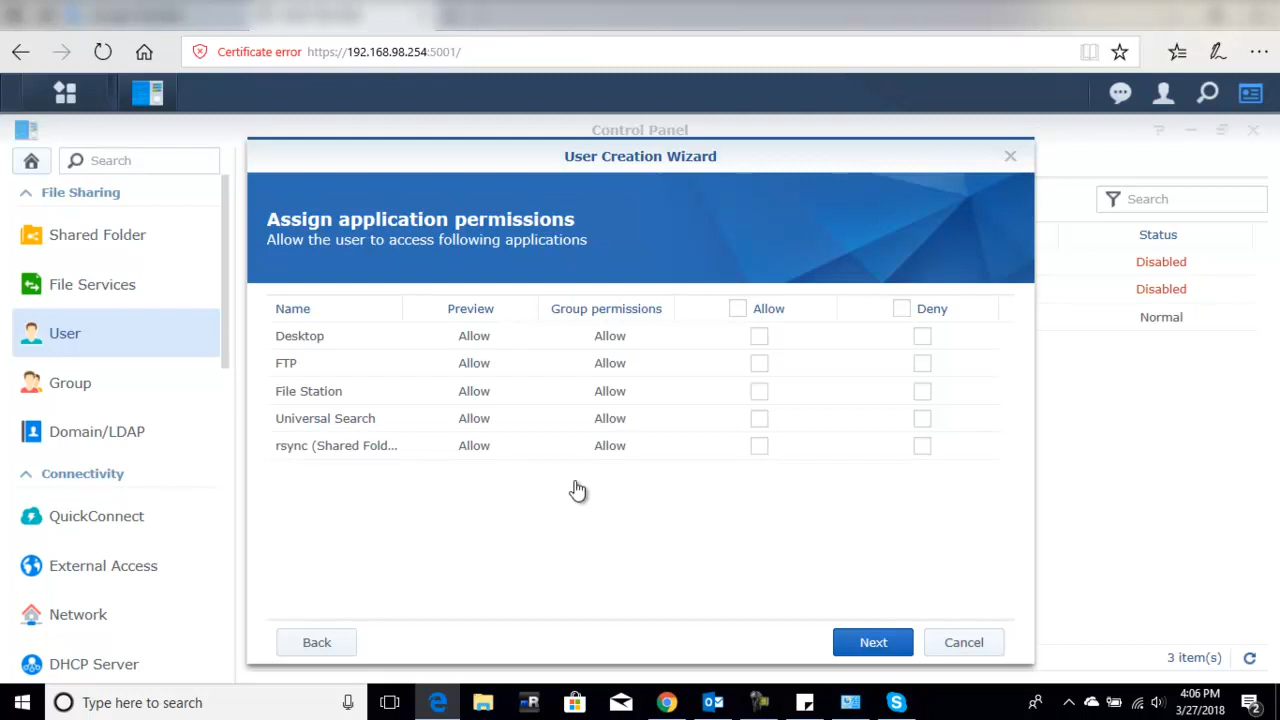 Certificate error https://192.168.98.254:5001/
Control Panel
Search
File Sharing
Shared Folder
File Services
User
Group
Domain/LDAP
Connectivity
QuickConnect
External Access
Network
DHCP Server
User Creation Wizard
Assign application permissions
Allow the user to access following applications
Name Preview Group permissions Allow Deny
Desktop Allow Allow
FTP Allow Allow
File Station Allow Allow
Universal Search Allow Allow
rsync (Shared Fold... Allow Allow
Back Next Cancel
Search
Status
Disabled
Disabled
Normal
3 item(s)
Type here to search
4:06 PM
3/27/2018
2